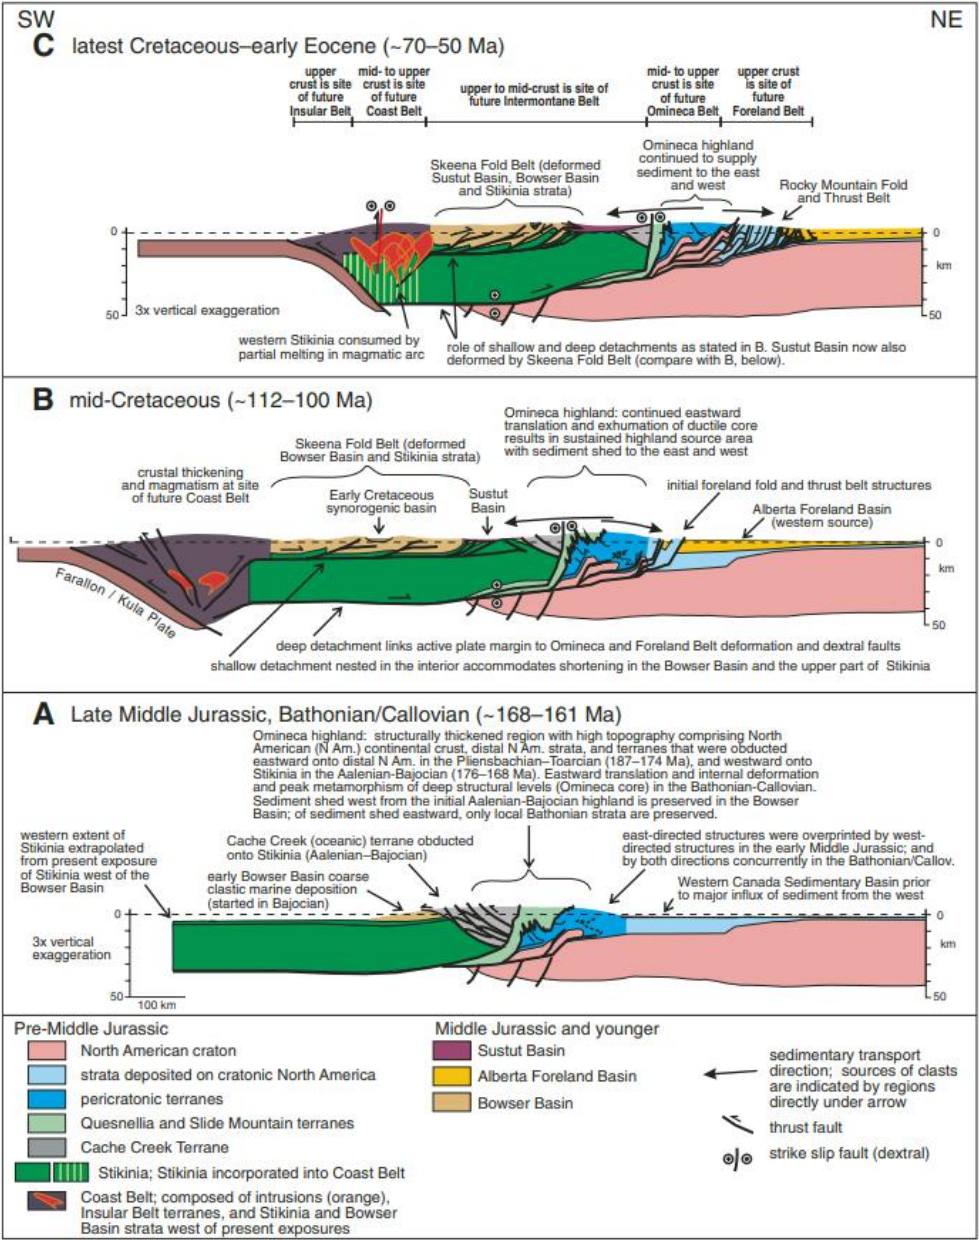 SW
NE
C latest Cretaceous–early Eocene (~70–50 Ma)
upper
crust is site
of future
Insular Belt
mid- to upper
crust is site
of future
Coast Belt
upper to mid-crust is site of
future Intermontane Belt
mid- to upper
crust is site
of future
Omineca Belt
upper crust
is site of
future
Foreland Belt
Skeena Fold Belt (deformed
Sustut Basin, Bowser Basin
and Stikinia strata)
Omineca highland
continued to supply
sediment to the east
and west
Rocky Mountain Fold
and Thrust Belt
0
0
km
50
50
3x vertical exaggeration
western Stikinia consumed by
partial melting in magmatic arc
role of shallow and deep detachments as stated in B. Sustut Basin now also
deformed by Skeena Fold Belt (compare with B, below).
B mid-Cretaceous (~112–100 Ma)
Omineca highland: continued eastward
translation and exhumation of ductile core
results in sustained highland source area
with sediment shed to the east and west
Skeena Fold Belt (deformed
Bowser Basin and Stikinia strata)
crustal thickening
and magmatism at site
of future Coast Belt
Early Cretaceous
synorogenic basin
Sustut
Basin
initial foreland fold and thrust belt structures
Alberta Foreland Basin
(western source)
0
km
50
Farallon / Kula Plate
deep detachment links active plate margin to Omineca and Foreland Belt deformation and dextral faults
shallow detachment nested in the interior accommodates shortening in the Bowser Basin and the upper part of Stikinia
A Late Middle Jurassic, Bathonian/Callovian (~168–161 Ma)
Omineca highland: structurally thickened region with high topography comprising North
American (N Am.) continental crust, distal N Am. strata, and terranes that were obducted
eastward onto distal N Am. in the Pliensbachian–Toarcian (187–174 Ma), and westward onto
Stikinia in the Aalenian-Bajocian (176–168 Ma). Eastward translation and internal deformation
and peak metamorphism of deep structural levels (Omineca core) in the Bathonian-Callovian.
Sediment shed west from the initial Aalenian-Bajocian highland is preserved in the Bowser
Basin; of sediment shed eastward, only local Bathonian strata are preserved.
western extent of
Stikinia extrapolated
from present exposure
of Stikinia west of the
Bowser Basin
Cache Creek (oceanic) terrane obducted
onto Stikinia (Aalenian–Bajocian)
early Bowser Basin coarse
clastic marine deposition
(started in Bajocian)
east-directed structures were overprinted by west-
directed structures in the early Middle Jurassic; and
by both directions concurrently in the Bathonian/Callov.
Western Canada Sedimentary Basin prior
to major influx of sediment from the west
0
0
3x vertical
exaggeration
km
50
50
100 km
Pre-Middle Jurassic
North American craton
strata deposited on cratonic North America
pericratonic terranes
Quesnellia and Slide Mountain terranes
Cache Creek Terrane
Stikinia; Stikinia incorporated into Coast Belt
Coast Belt; composed of intrusions (orange),
Insular Belt terranes, and Stikinia and Bowser
Basin strata west of present exposures
Middle Jurassic and younger
Sustut Basin
Alberta Foreland Basin
Bowser Basin
sedimentary transport
direction; sources of clasts
are indicated by regions
directly under arrow
thrust fault
strike slip fault (dextral)